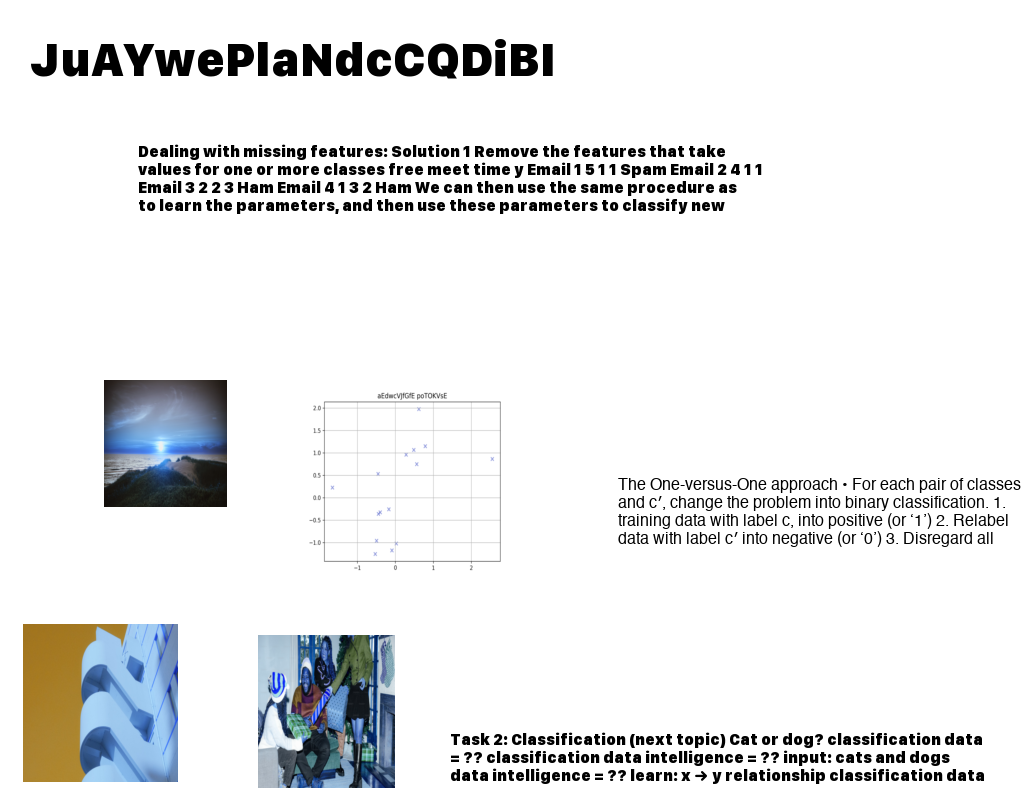 JuAYwePlaNdcCQDiBI
Dealing with missing features: Solution 1 Remove the features that take
values for one or more classes free meet time y Email 1 5 1 1 Spam Email 2 4 1 1
Email 3 2 2 3 Ham Email 4 1 3 2 Ham We can then use the same procedure as
to learn the parameters, and then use these parameters to classify new
aEdwcVJfGfE poTOKVsE
2.0
1.5
1.0
0.5
0.0
−0.5
−1.0
−1 0 1 2
The One-versus-One approach • For each pair of classes
and c′, change the problem into binary classification. 1.
training data with label c, into positive (or ‘1’) 2. Relabel
data with label c′ into negative (or ‘0’) 3. Disregard all
Task 2: Classification (next topic) Cat or dog? classification data
= ?? classification data intelligence = ?? input: cats and dogs
data intelligence = ?? learn: x → y relationship classification data